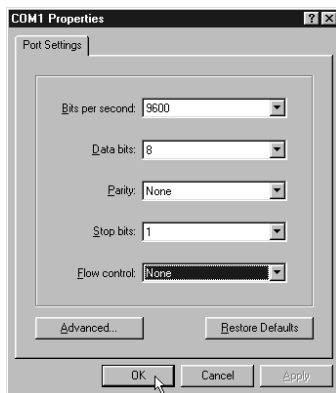 COM1 Properties
Port Settings
Bits per second: 9600
Data bits: 8
Parity: None
Stop bits: 1
Flow control: None
Advanced... Restore Defaults
OK Cancel Apply